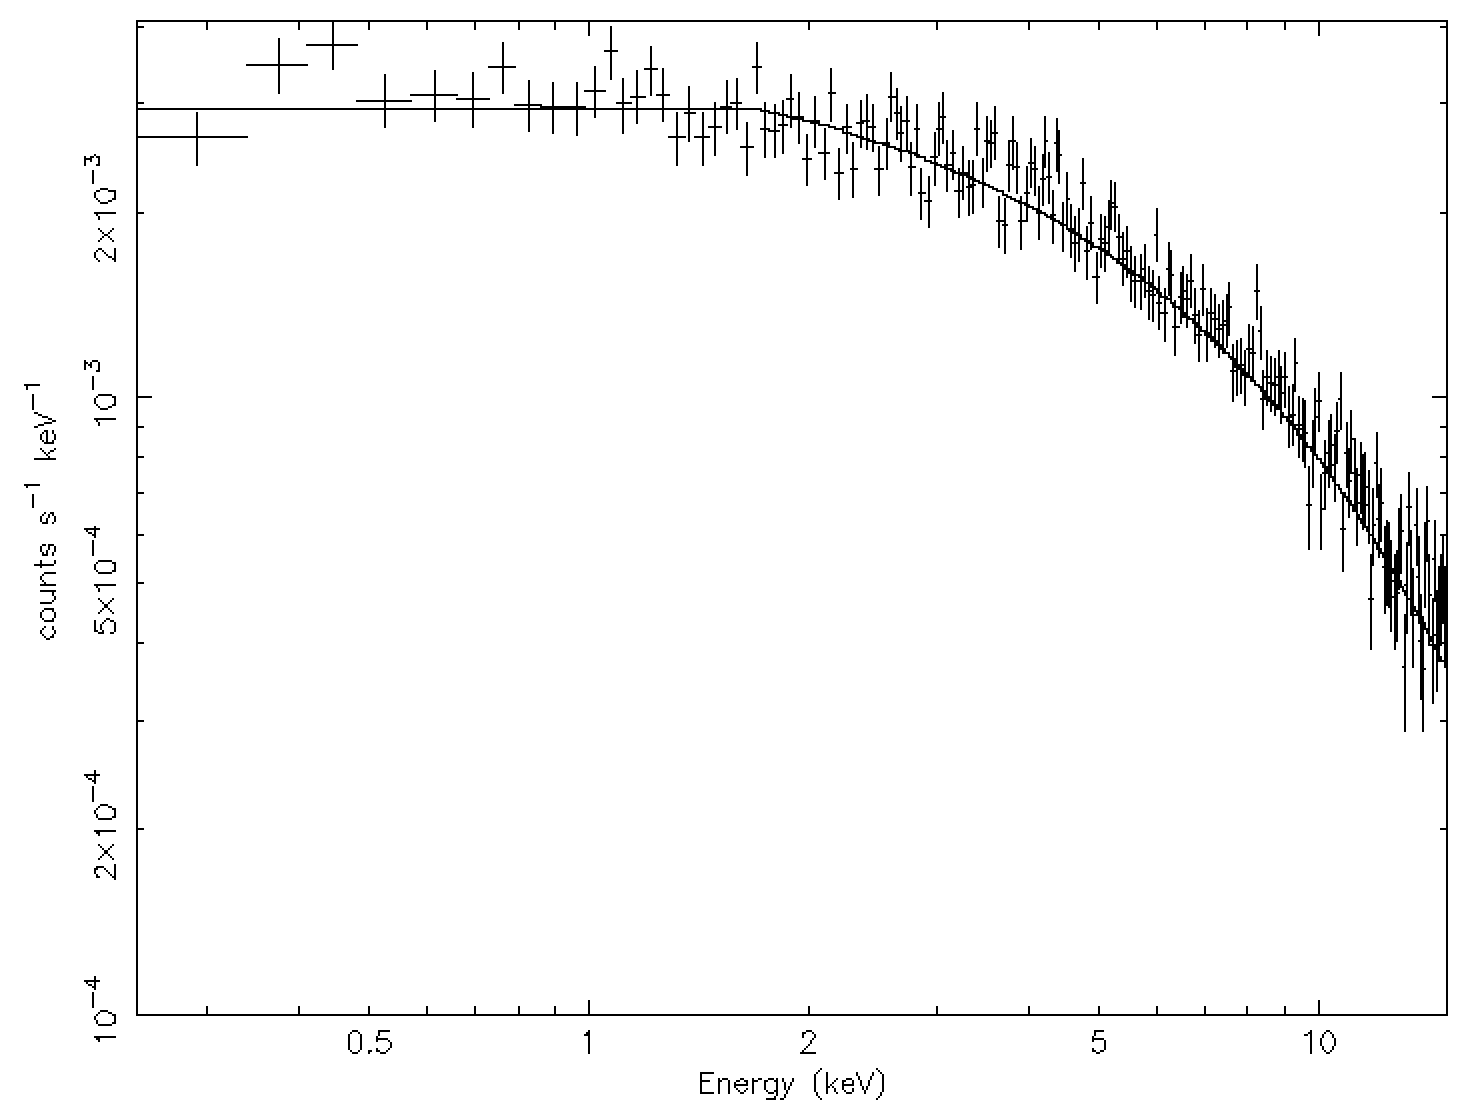 counts s⁻¹ keV⁻¹
2×10⁻³
10⁻³
5×10⁻⁴
2×10⁻⁴
10⁻⁴
0.5 1 2 5 10
Energy (keV)